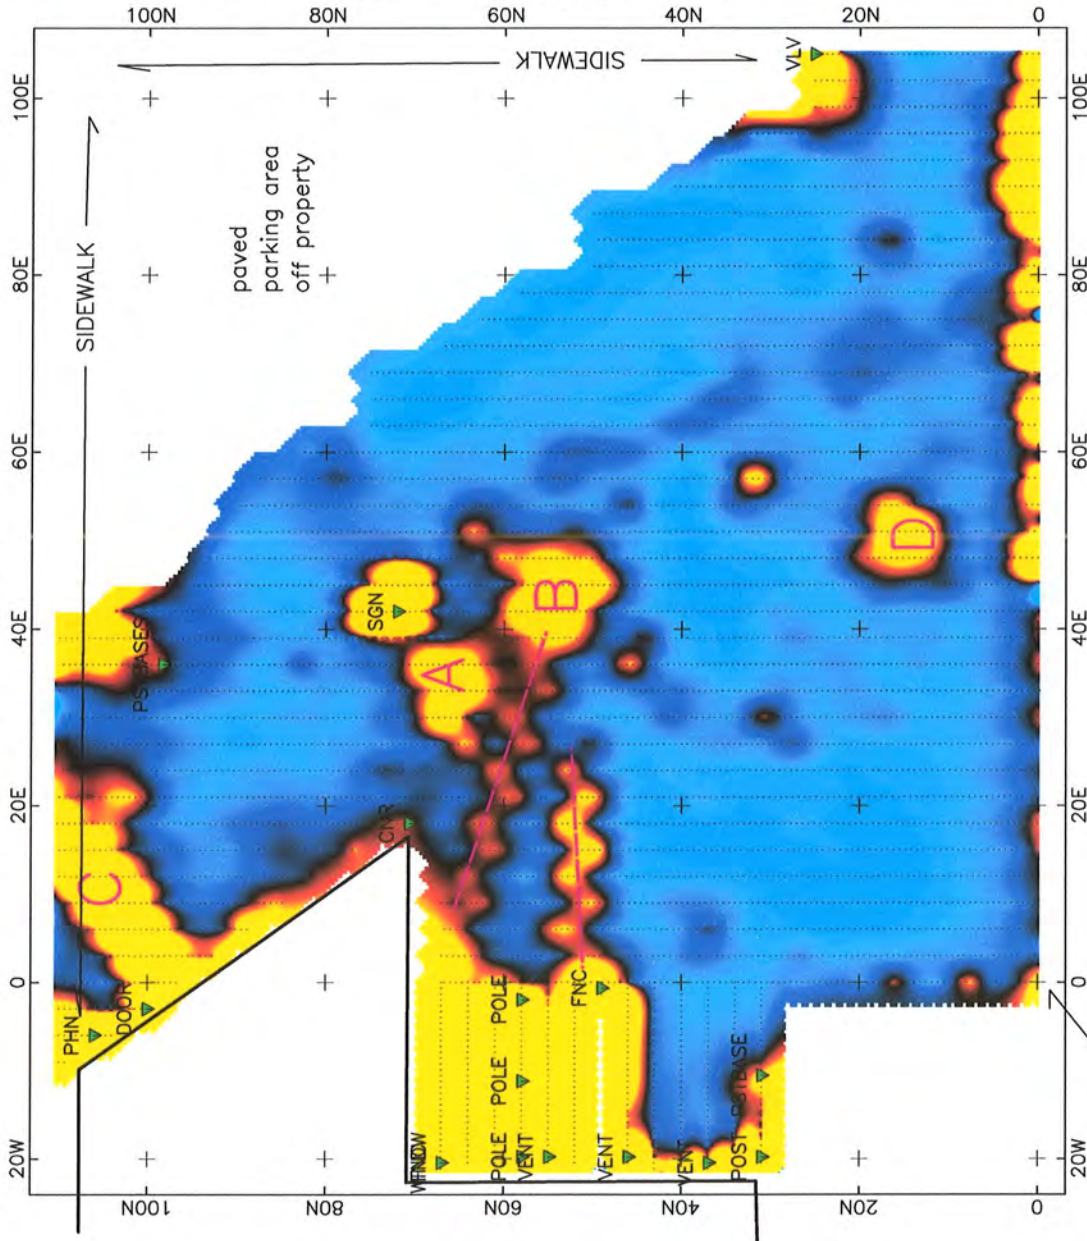 100N
80N
60N
40N
20N
0
SIDEWALK
SIDEWALK
paved
parking area
off property
VLV
100E
80E
60E
40E
20E
0
20W
100E
80E
60E
40E
20E
0
20W
SGN
A
B
C
D
CNR
PHN
DOOR
POLE
POLE
POLE
FNC
VENT
VENT
VENT
POST
PSTBASE
100N
80N
60N
40N
20N
0